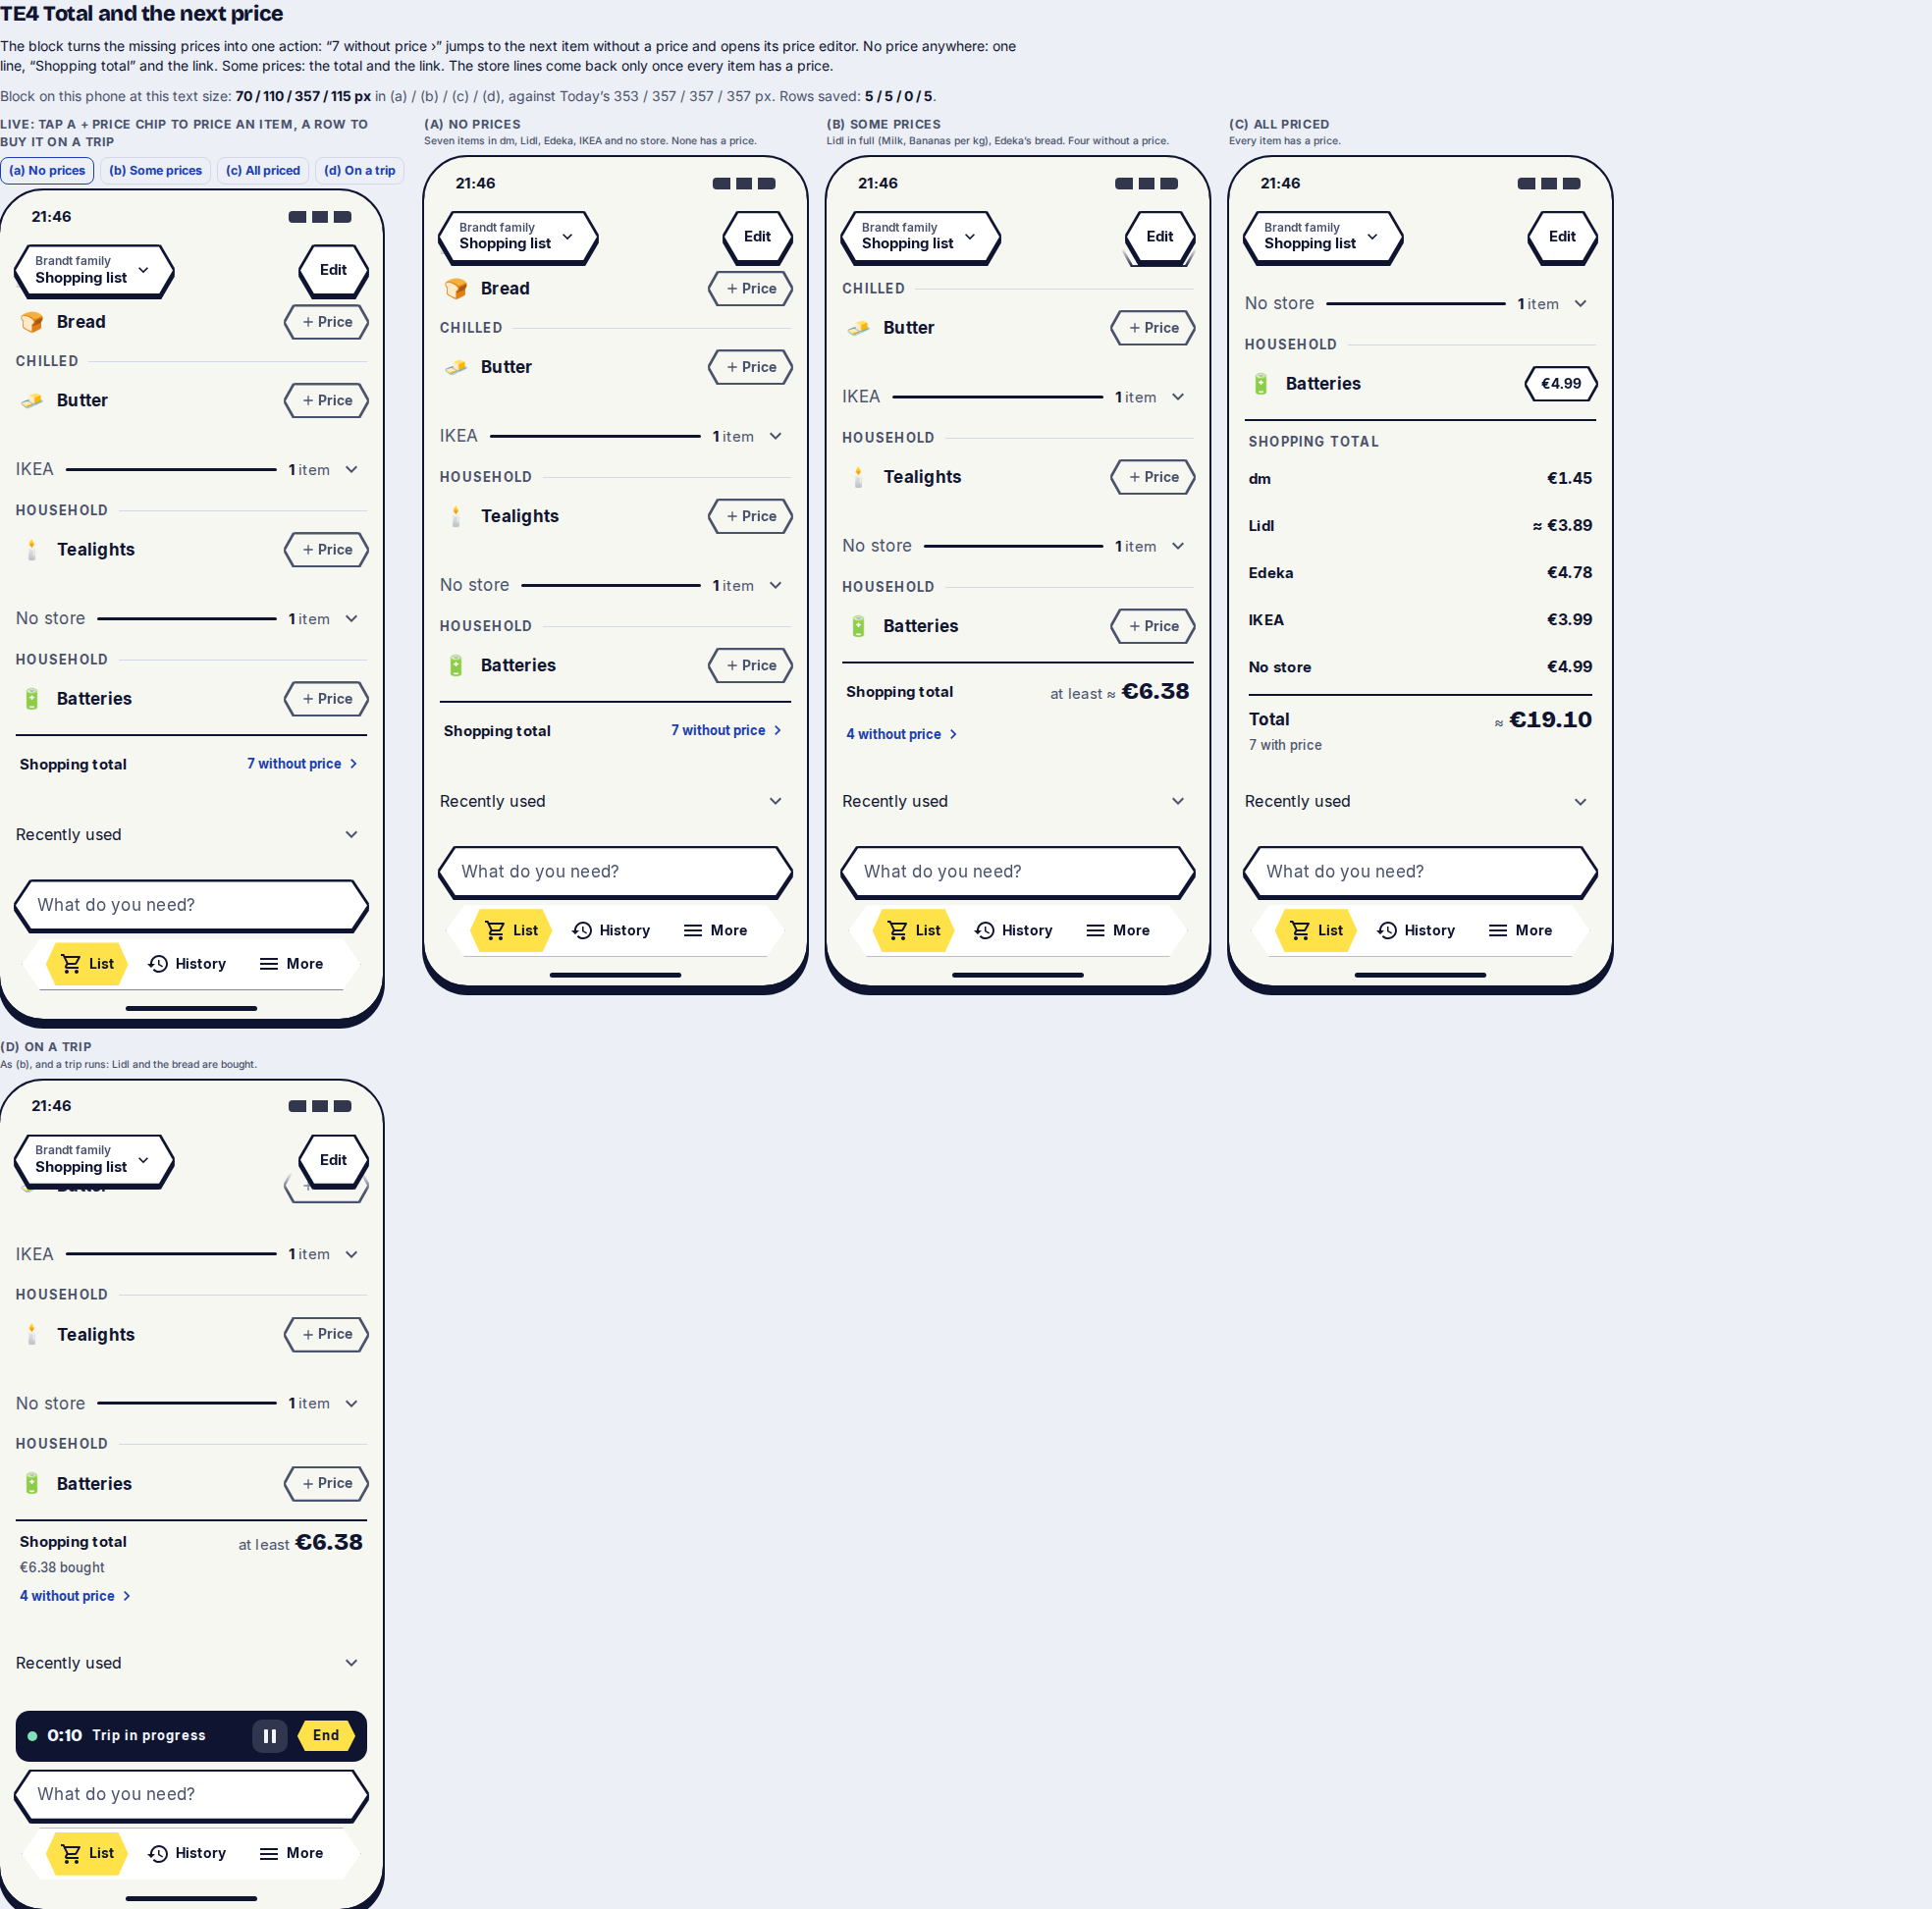 TE4 Total and the next price
The block turns the missing prices into one action: “7 without price ›” jumps to the next item without a price and opens its price editor. No price anywhere: one
line, “Shopping total” and the link. Some prices: the total and the link. The store lines come back only once every item has a price.
Block on this phone at this text size: 70 / 110 / 357 / 115 px in (a) / (b) / (c) / (d), against Today’s 353 / 357 / 357 / 357 px. Rows saved: 5 / 5 / 0 / 5.
LIVE: TAP A + PRICE CHIP TO PRICE AN ITEM, A ROW TO
BUY IT ON A TRIP
(a) No prices
(b) Some prices
(c) All priced
(d) On a trip
21:46
Brandt family
Shopping list
Edit
Bread
+ Price
CHILLED
Butter
+ Price
IKEA
1 item
HOUSEHOLD
Tealights
+ Price
No store
1 item
HOUSEHOLD
Batteries
+ Price
Shopping total
7 without price ›
Recently used
What do you need?
List
History
More
(A) NO PRICES
Seven items in dm, Lidl, Edeka, IKEA and no store. None has a price.
21:46
Brandt family
Shopping list
Edit
Bread
+ Price
CHILLED
Butter
+ Price
IKEA
1 item
HOUSEHOLD
Tealights
+ Price
No store
1 item
HOUSEHOLD
Batteries
+ Price
Shopping total
7 without price ›
Recently used
What do you need?
List
History
More
(B) SOME PRICES
Lidl in full (Milk, Bananas per kg), Edeka’s bread. Four without a price.
21:46
Brandt family
Shopping list
Edit
CHILLED
Butter
+ Price
IKEA
1 item
HOUSEHOLD
Tealights
+ Price
No store
1 item
HOUSEHOLD
Batteries
+ Price
Shopping total
at least ≈ €6.38
4 without price ›
Recently used
What do you need?
List
History
More
(C) ALL PRICED
Every item has a price.
21:46
Brandt family
Shopping list
Edit
No store
1 item
HOUSEHOLD
Batteries
€4.99
SHOPPING TOTAL
dm
€1.45
Lidl
≈ €3.89
Edeka
€4.78
IKEA
€3.99
No store
€4.99
Total
≈ €19.10
7 with price
Recently used
What do you need?
List
History
More
(D) ON A TRIP
As (b), and a trip runs: Lidl and the bread are bought.
21:46
Brandt family
Shopping list
Edit
IKEA
1 item
HOUSEHOLD
Tealights
+ Price
No store
1 item
HOUSEHOLD
Batteries
+ Price
Shopping total
at least €6.38
€6.38 bought
4 without price ›
Recently used
0:10 Trip in progress
End
What do you need?
List
History
More